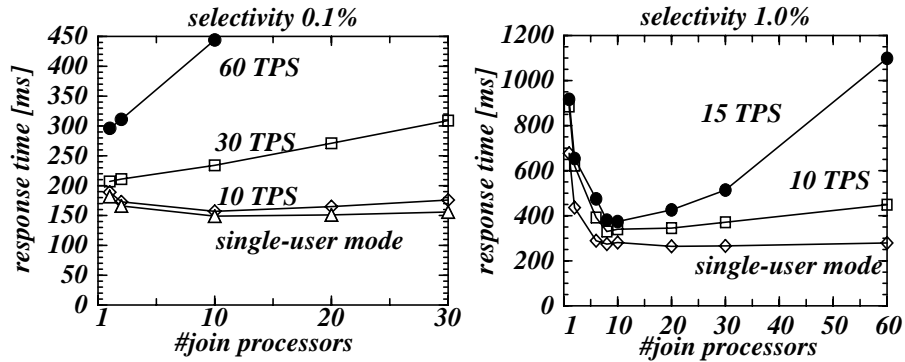 selectivity 0.1%
450
400
350
300
250
200
150
100
50
0
response time [ms]
60 TPS
30 TPS
10 TPS
single-user mode
1
10
20
30
#join processors
selectivity 1.0%
1200
1000
800
600
400
200
0
response time [ms]
15 TPS
10 TPS
single-user mode
1
10
20
30
40
50
60
#join processors